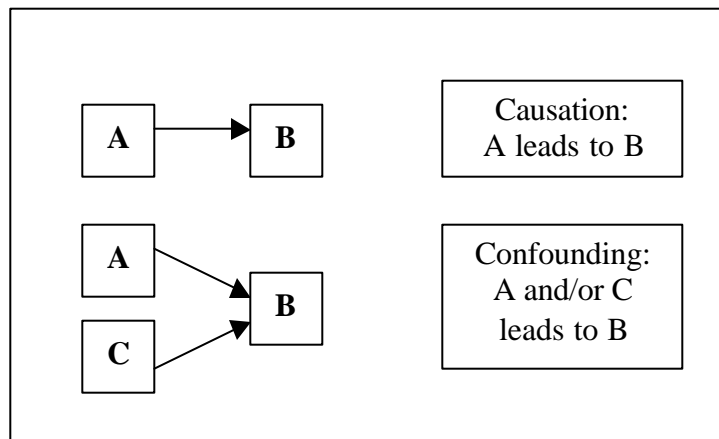 A
B
Causation:
A leads to B
A
C
B
Confounding:
A and/or C
leads to B